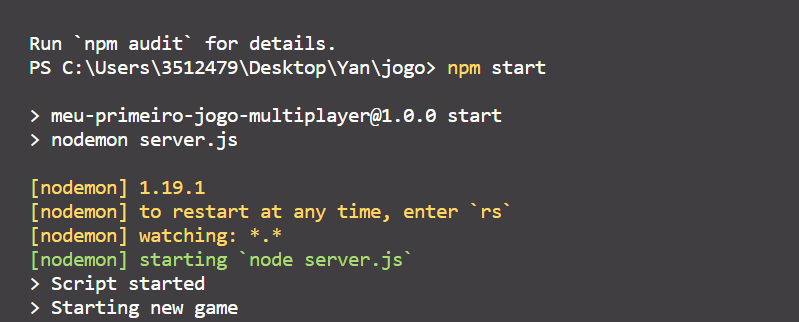 Run `npm audit` for details.
PS C:\Users\3512479\Desktop\Yan\jogo> npm start
> meu-primeiro-jogo-multiplayer@1.0.0 start
> nodemon server.js
[nodemon] 1.19.1
[nodemon] to restart at any time, enter `rs`
[nodemon] watching: *.*
[nodemon] starting `node server.js`
> Script started
> Starting new game